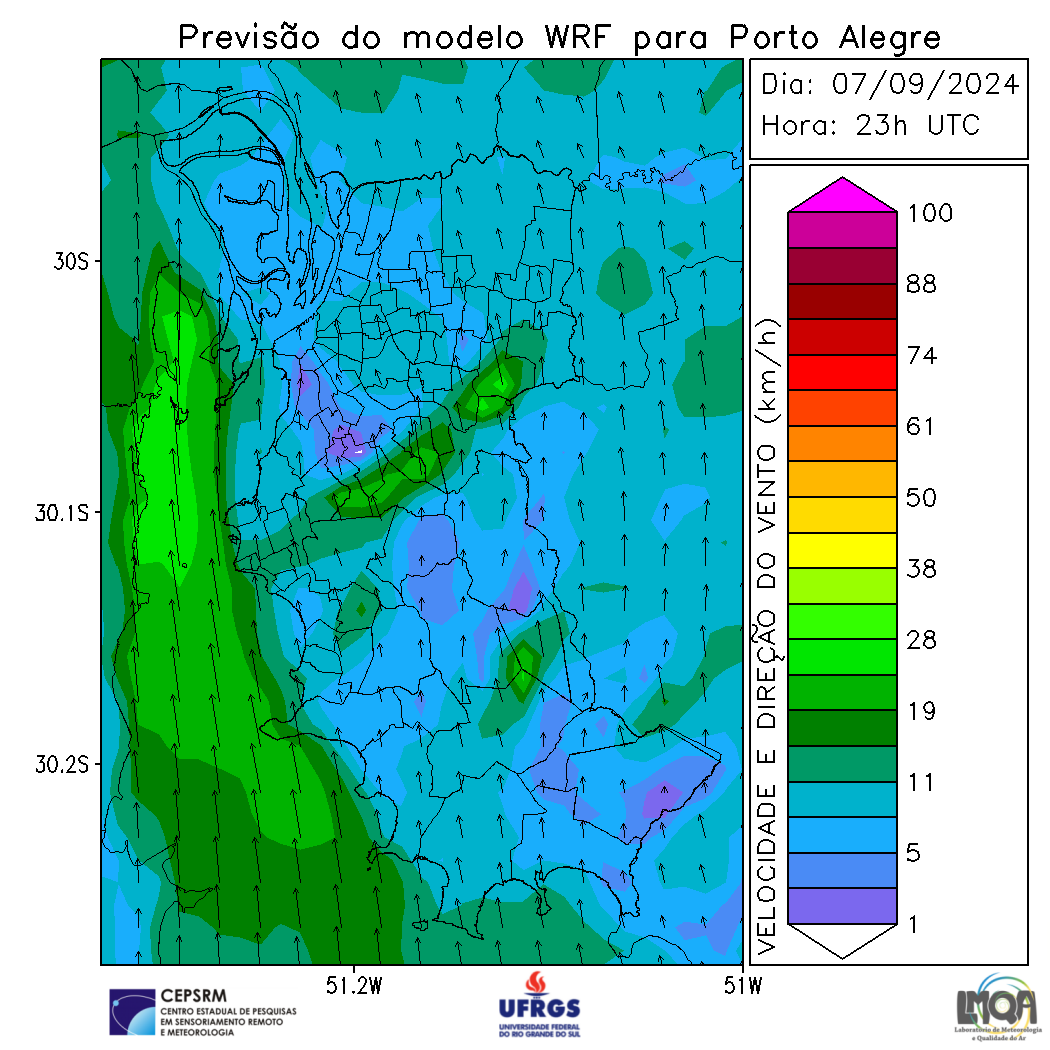 Previsão do modelo WRF para Porto Alegre
Dia: 07/09/2024
Hora: 23h UTC
30S
30.1S
30.2S
51.2W
51W
VELOCIDADE E DIREÇÃO DO VENTO (km/h)
100
88
74
61
50
38
28
19
11
5
1
CEPSRM
CENTRO ESTADUAL DE PESQUISAS
EM SENSORIAMENTO REMOTO
E METEOROLOGIA
UFRGS
UNIVERSIDADE FEDERAL
DO RIO GRANDE DO SUL
LMQA
Laboratório de Meteorologia
e Qualidade do Ar